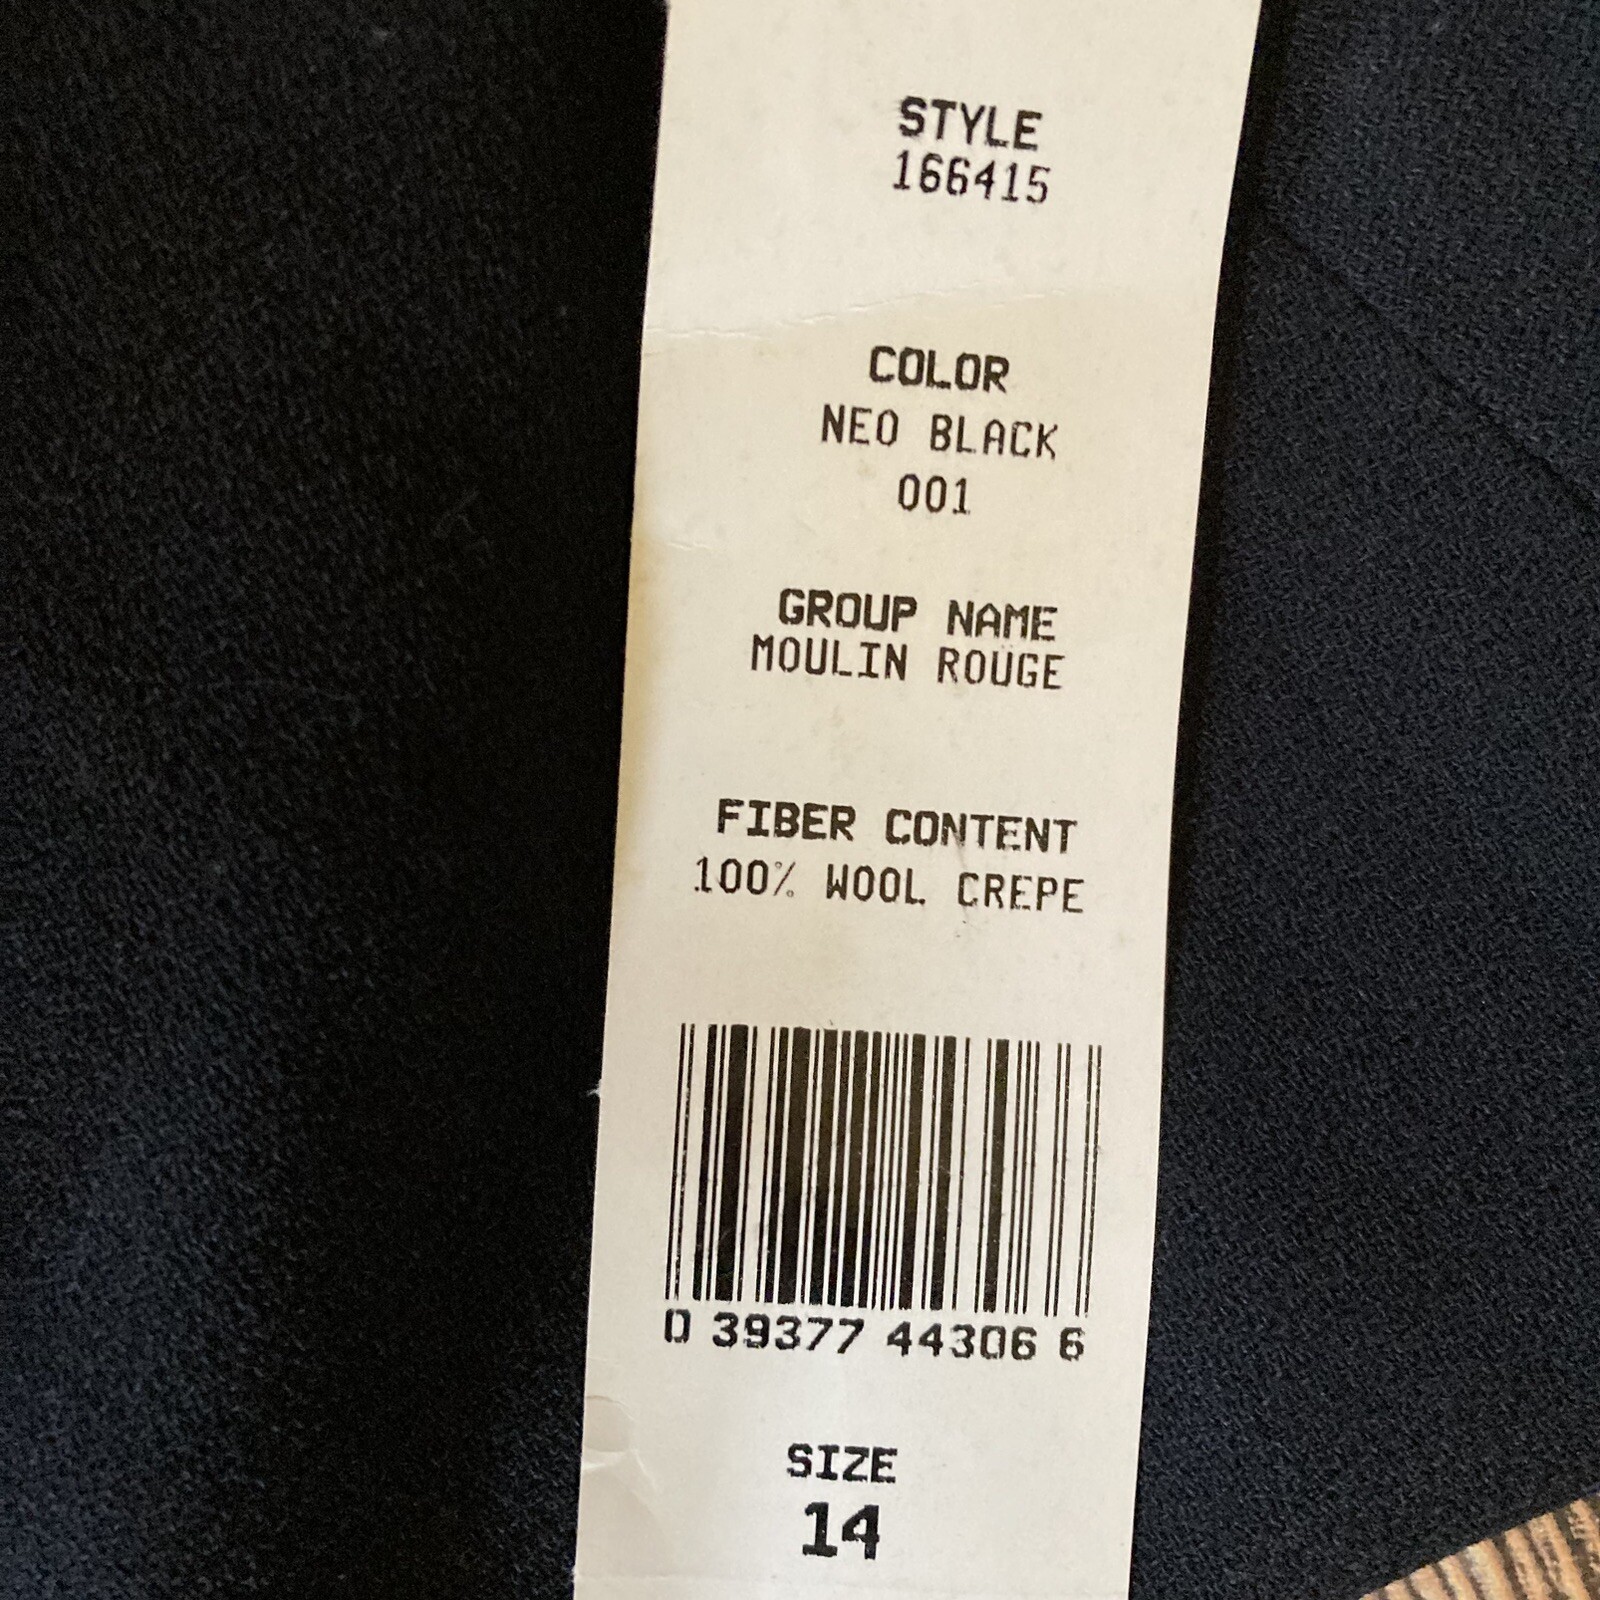 STYLE
166415
COLOR
NEO BLACK
001
GROUP NAME
MOULIN ROUGE
FIBER CONTENT
100% WOOL CREPE
0 39377 44306 6
SIZE
14